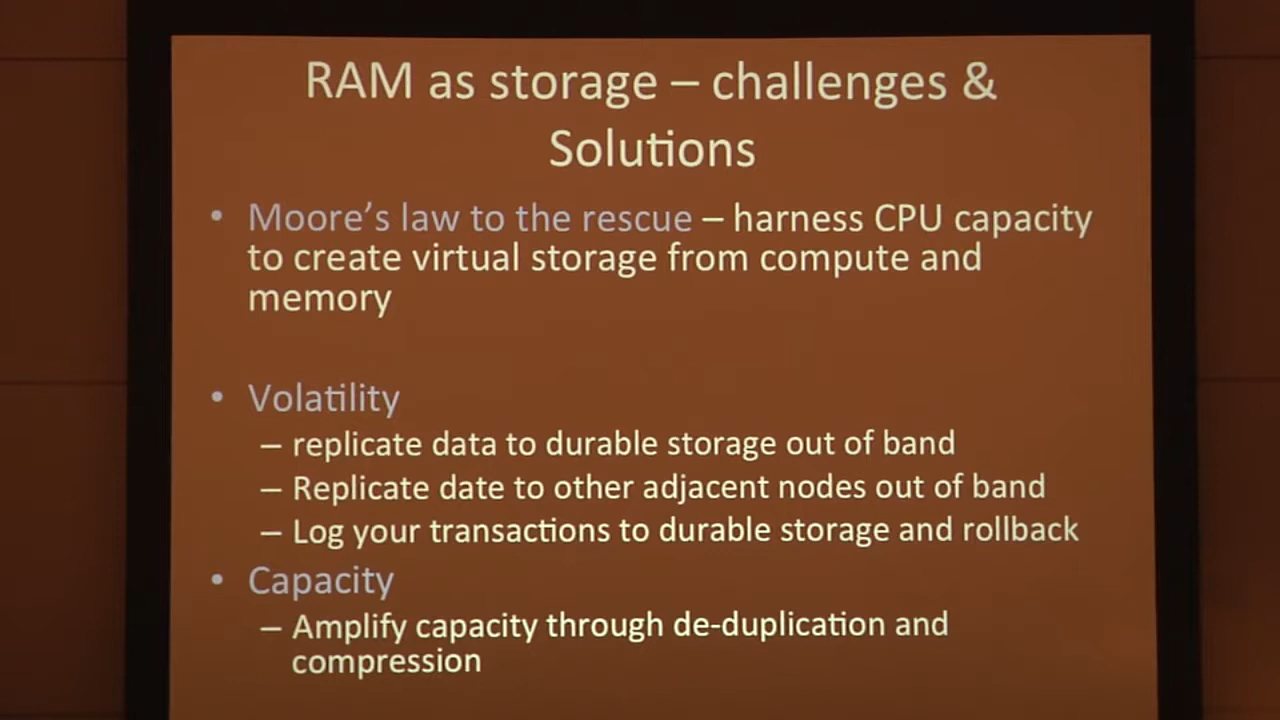 RAM as storage – challenges &
Solutions
• Moore's law to the rescue – harness CPU capacity
to create virtual storage from compute and
memory
• Volatility
– replicate data to durable storage out of band
– Replicate date to other adjacent nodes out of band
– Log your transactions to durable storage and rollback
• Capacity
– Amplify capacity through de-duplication and
compression